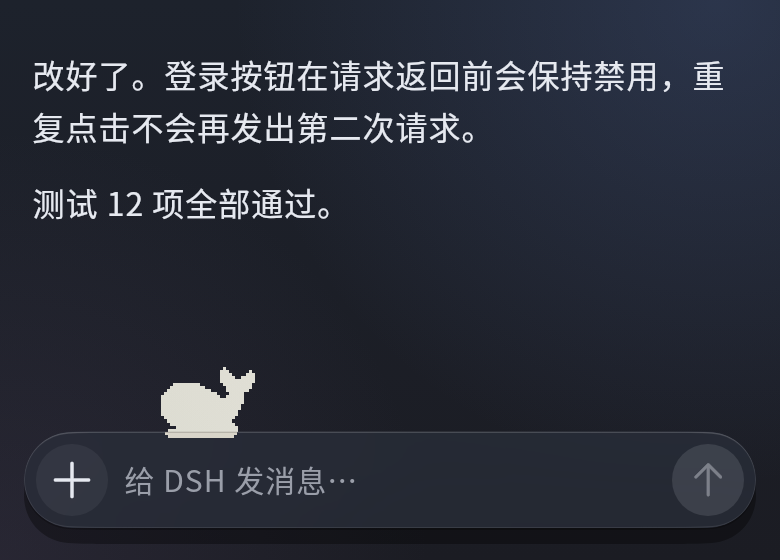 改好了。登录按钮在请求返回前会保持禁用，重
复点击不会再发出第二次请求。
测试 12 项全部通过。
给 DSH 发消息…